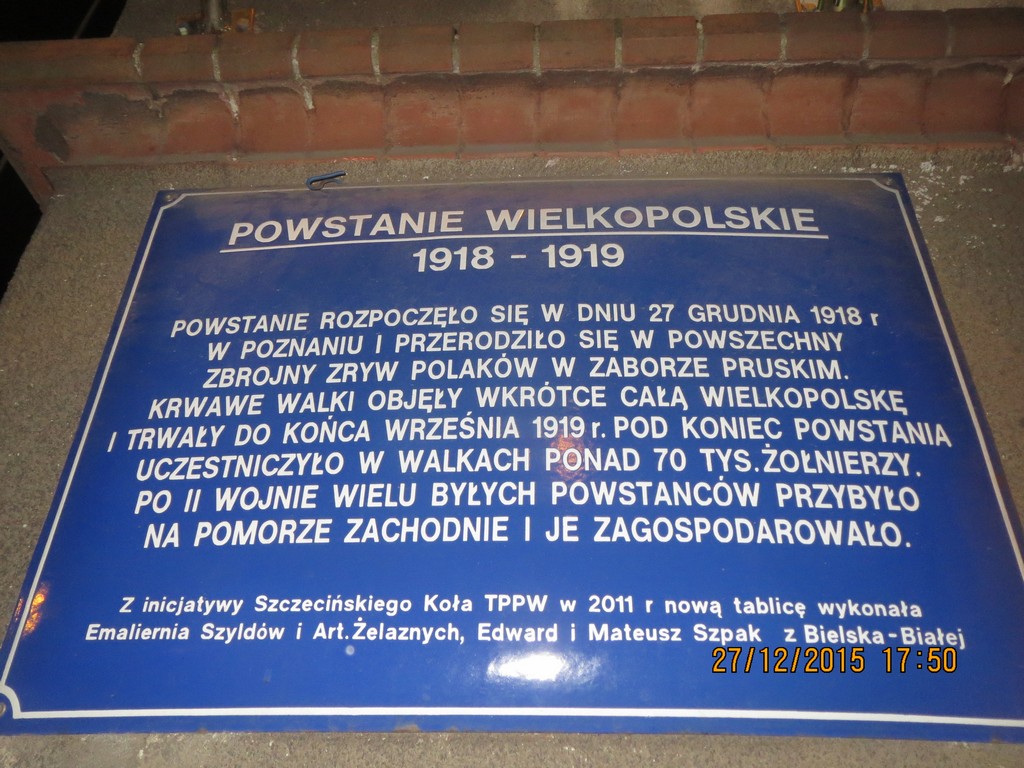 POWSTANIE WIELKOPOLSKIE
1918 - 1919
POWSTANIE ROZPOCZĘŁO SIĘ W DNIU 27 GRUDNIA 1918 r
W POZNANIU I PRZERODZIŁO SIĘ W POWSZECHNY
ZBROJNY ZRYW POLAKÓW W ZABORZE PRUSKIM.
KRWAWE WALKI OBJĘŁY WKRÓTCE CAŁĄ WIELKOPOLSKĘ
I TRWAŁY DO KOŃCA WRZEŚNIA 1919 r. POD KONIEC POWSTANIA
UCZESTNICZYŁO W WALKACH PONAD 70 TYS.ŻOŁNIERZY.
PO II WOJNIE WIELU BYŁYCH POWSTAŃCÓW PRZYBYŁO
NA POMORZE ZACHODNIE I JE ZAGOSPODAROWAŁO.
Z inicjatywy Szczecińskiego Koła TPPW w 2011 r nową tablicę wykonała
Emaliernia Szyldów i Art.Żelaznych, Edward i Mateusz Szpak z Bielska-Białej
27/12/2015 17:50